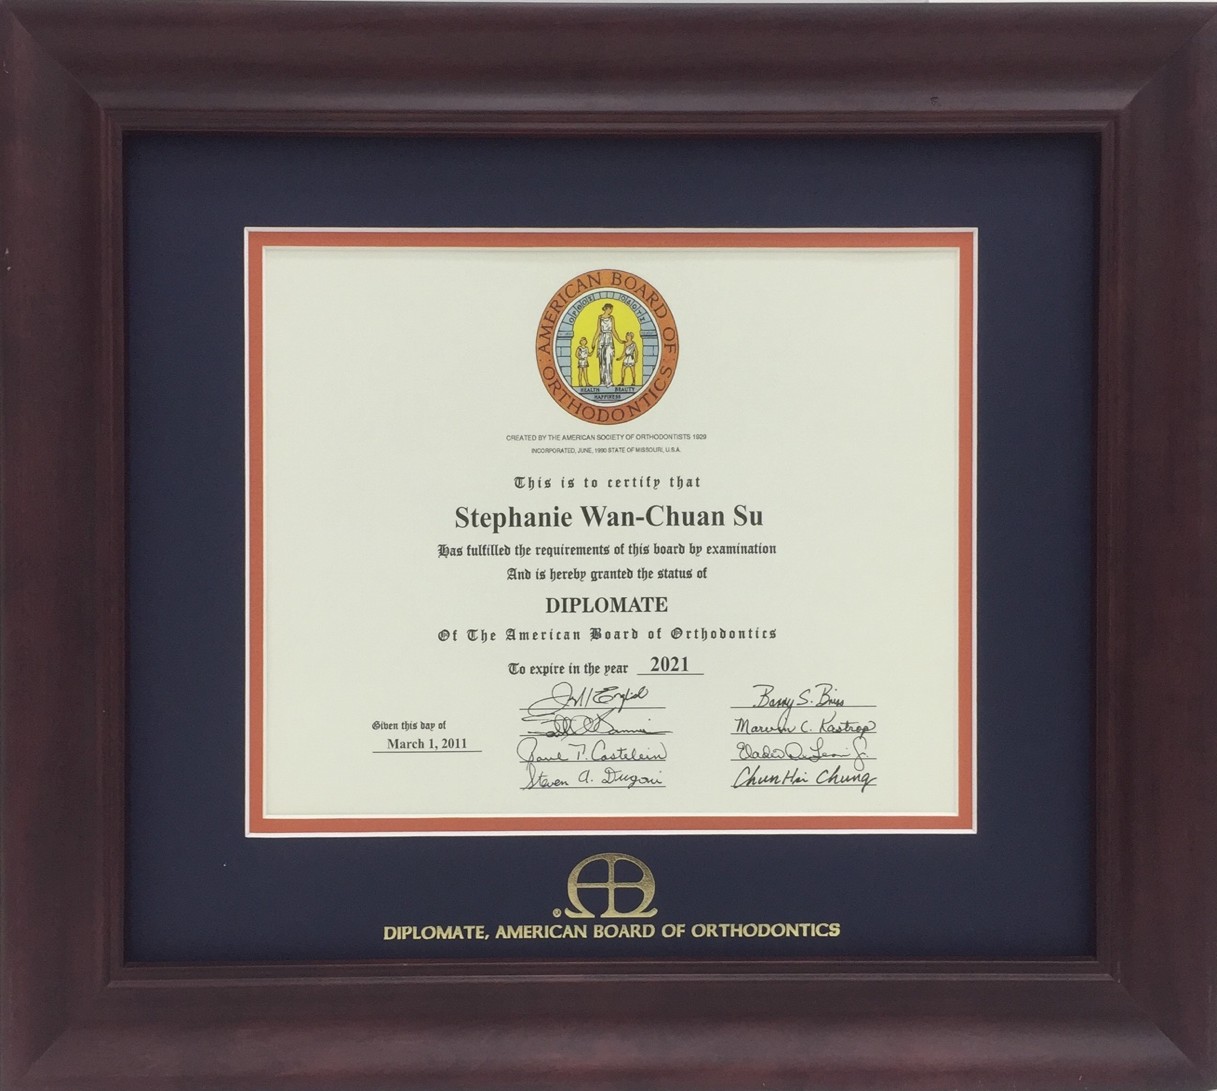 AMERICAN BOARD OF
ORTHODONTICS
HEALTH BEAUTY
HAPPINESS
CREATED BY THE AMERICAN SOCIETY OF ORTHODONTISTS 1929
INCORPORATED, JUNE, 1990 STATE OF MISSOURI, U.S.A.
This is to certify that
Stephanie Wan-Chuan Su
Has fulfilled the requirements of this board by examination
And is hereby granted the status of
DIPLOMATE
Of The American Board of Orthodontics
To expire in the year 2021
Barry S. Briss
Given this day of
March 1, 2011
Marvin C. Kastrop
Paul T. Castelein
Steven A. Dugoni
Chun Hsi Chung
AB
®
DIPLOMATE, AMERICAN BOARD OF ORTHODONTICS